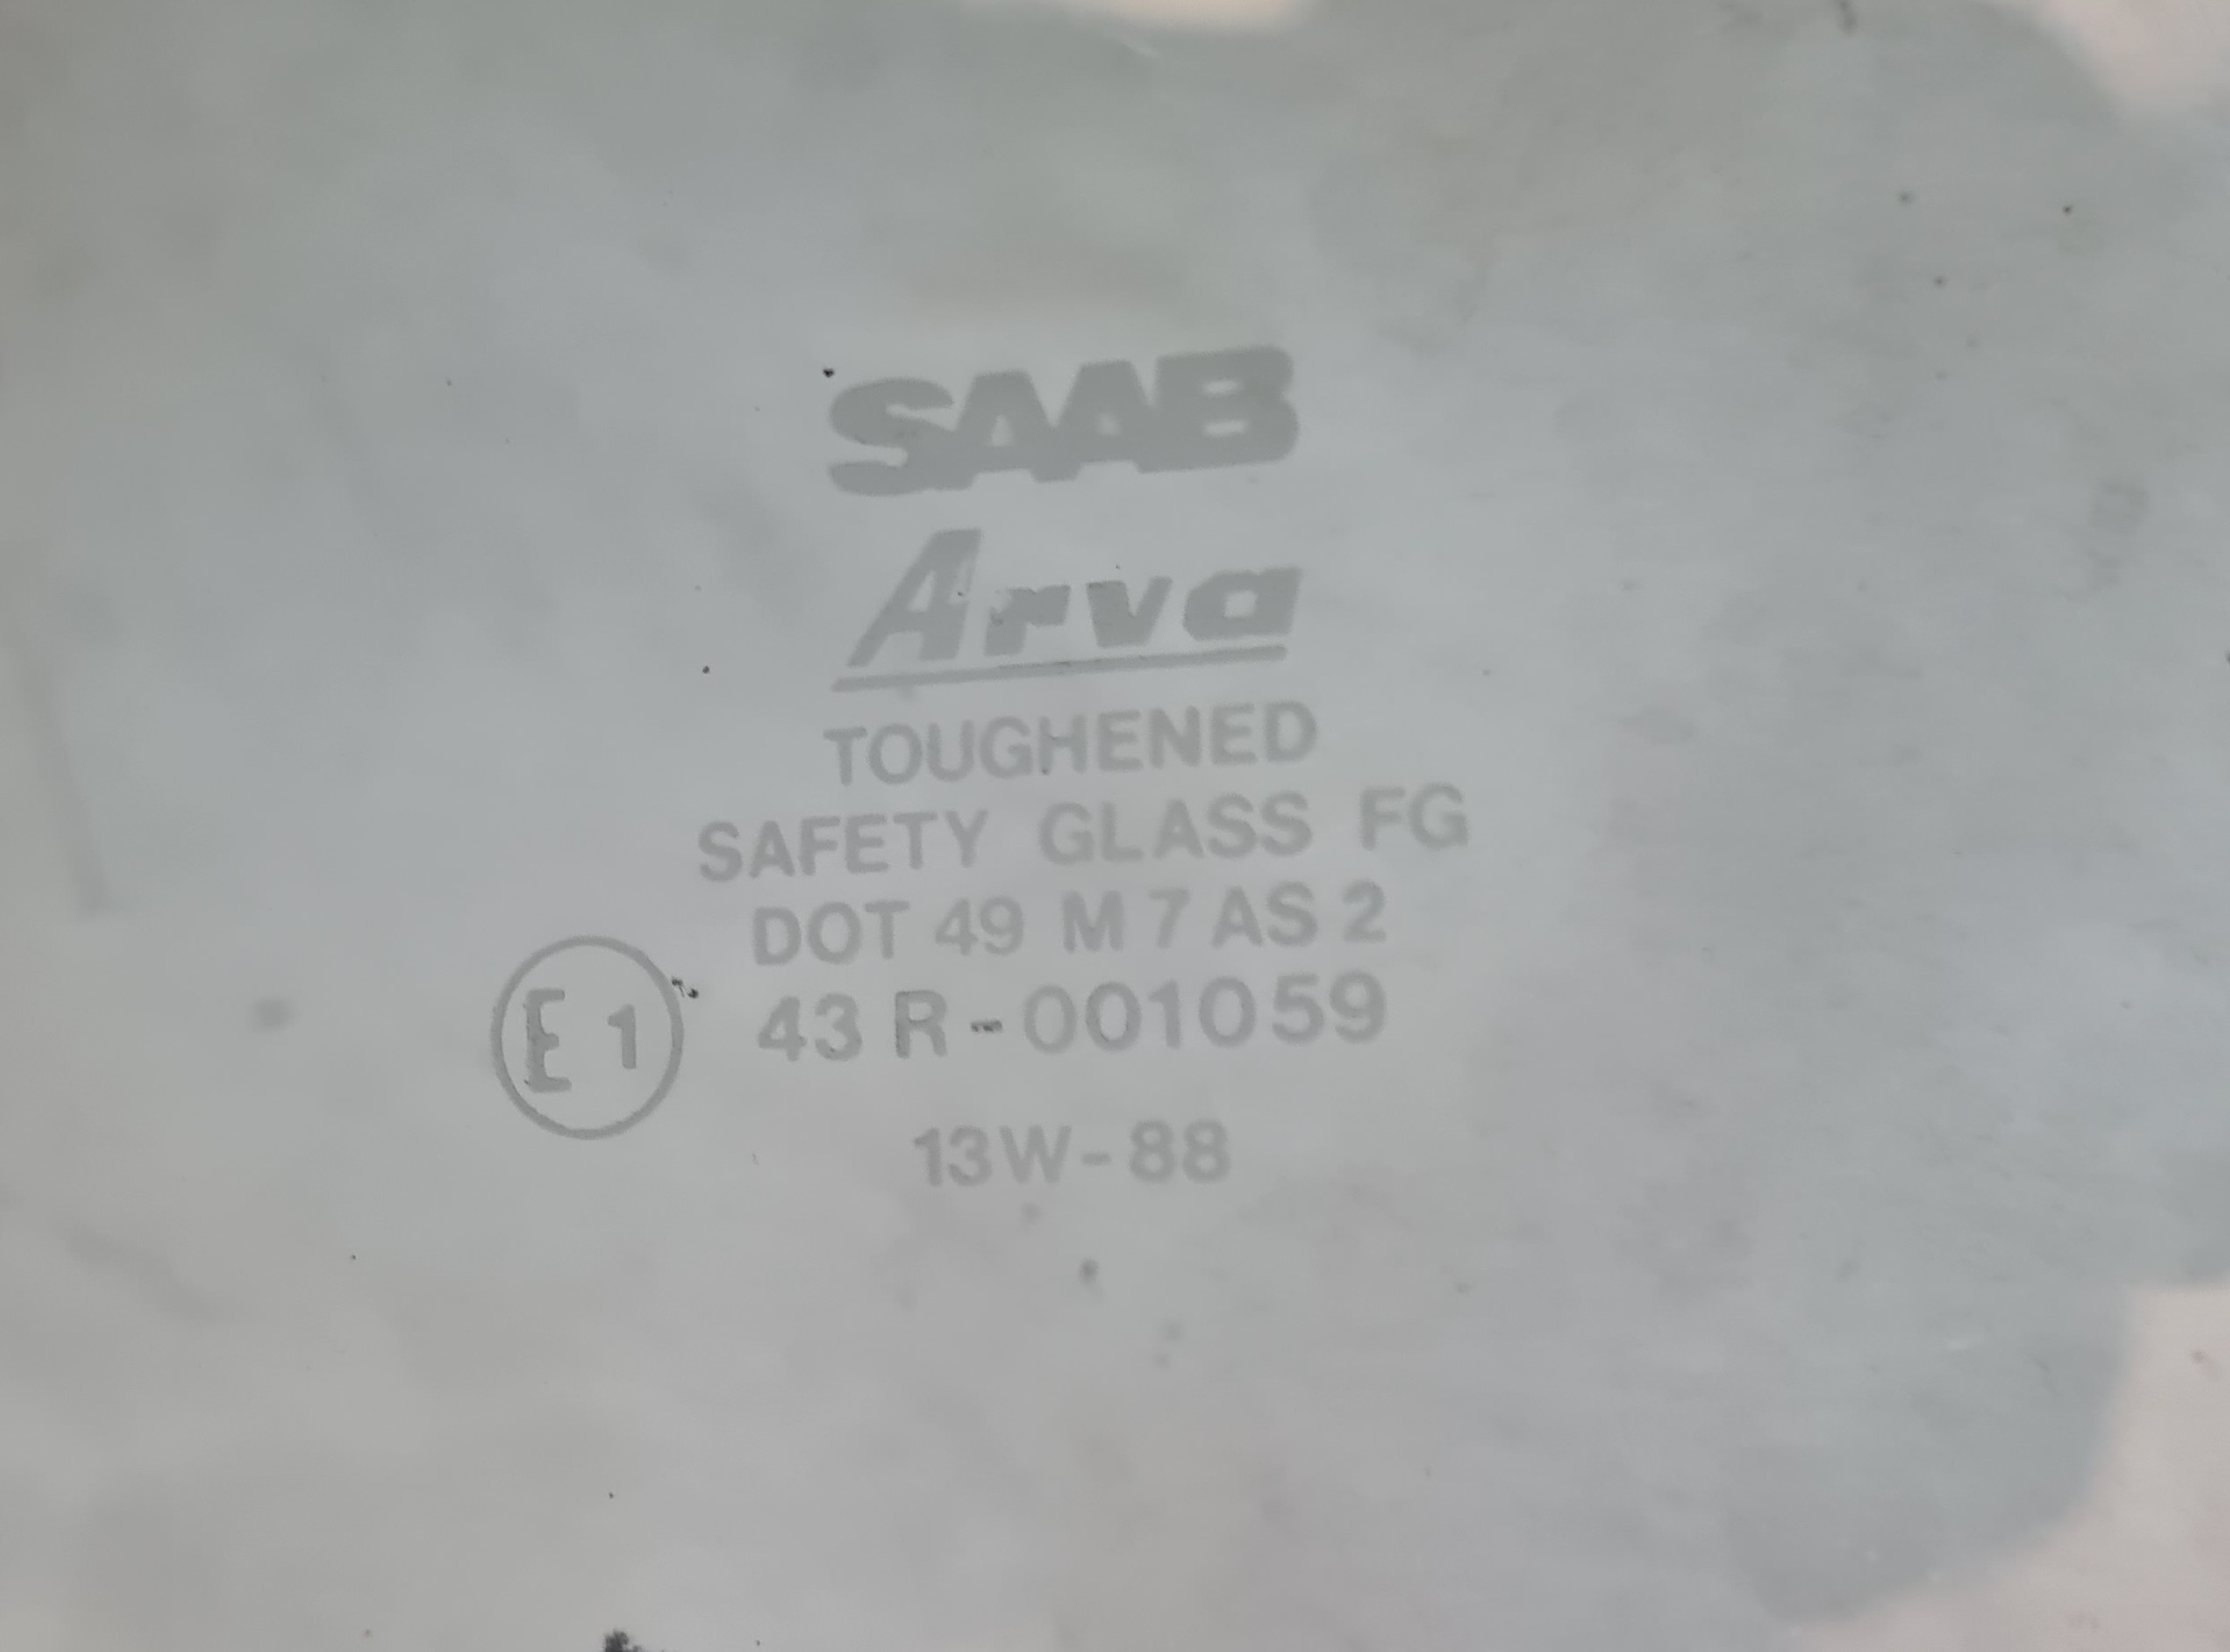 SAAB
Arva
TOUGHENED
SAFETY GLASS FG
DOT 49 M 7 AS 2
E 1 43 R-001059
13W-88